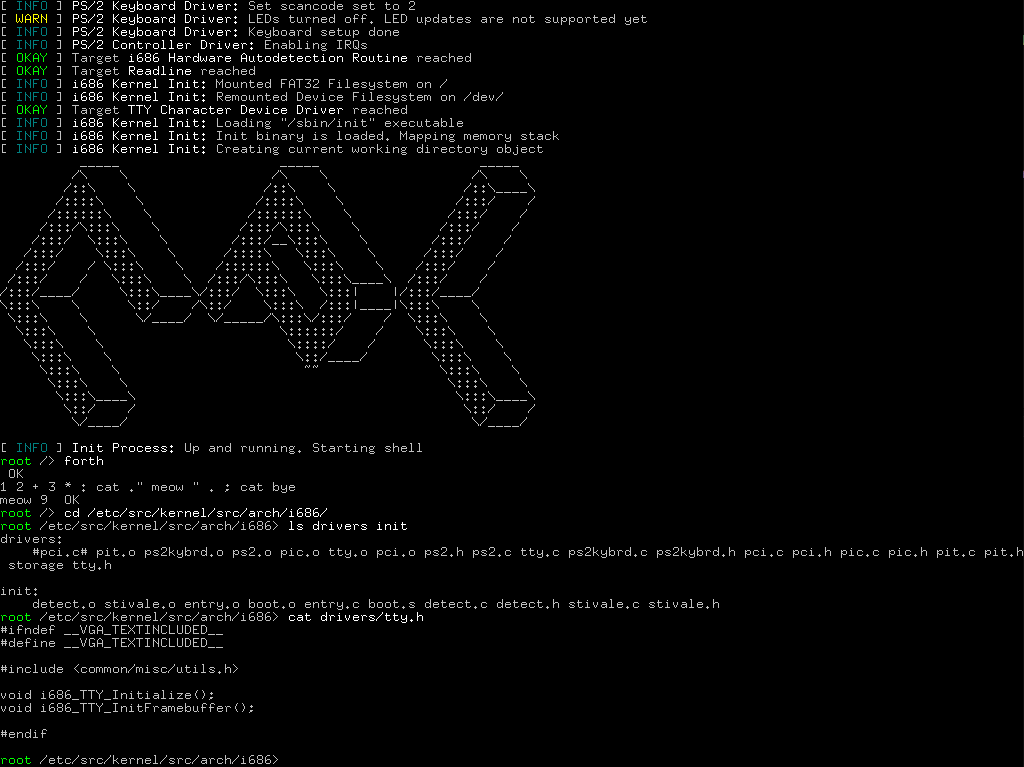 [ INFO ] PS/2 Keyboard Driver: Set scancode set to 2
[ WARN ] PS/2 Keyboard Driver: LEDs turned off. LED updates are not supported yet
[ INFO ] PS/2 Keyboard Driver: Keyboard setup done
[ INFO ] PS/2 Controller Driver: Enabling IRQs
[ OKAY ] Target i686 Hardware Autodetection Routine reached
[ OKAY ] Target Readline reached
[ INFO ] i686 Kernel Init: Mounted FAT32 Filesystem on /
[ INFO ] i686 Kernel Init: Remounted Device Filesystem on /dev/
[ OKAY ] Target TTY Character Device Driver reached
[ INFO ] i686 Kernel Init: Loading "/sbin/init" executable
[ INFO ] i686 Kernel Init: Init binary is loaded. Mapping memory stack
[ INFO ] i686 Kernel Init: Creating current working directory object
[ INFO ] Init Process: Up and running. Starting shell
root /> forth
 OK
1 2 + 3 * : cat ." meow " . ; cat bye
meow 9  OK
root /> cd /etc/src/kernel/src/arch/i686/
root /etc/src/kernel/src/arch/i686> ls drivers init
drivers:
    #pci.c# pit.o ps2kybrd.o ps2.o pic.o tty.o pci.o ps2.h ps2.c tty.c ps2kybrd.c ps2kybrd.h pci.c pci.h pic.c pic.h pit.c pit.h
 storage tty.h
init:
    detect.o stivale.o entry.o boot.o entry.c boot.s detect.c detect.h stivale.c stivale.h
root /etc/src/kernel/src/arch/i686> cat drivers/tty.h
#ifndef __VGA_TEXTINCLUDED__
#define __VGA_TEXTINCLUDED__
#include <common/misc/utils.h>
void i686_TTY_Initialize();
void i686_TTY_InitFramebuffer();
#endif
root /etc/src/kernel/src/arch/i686>